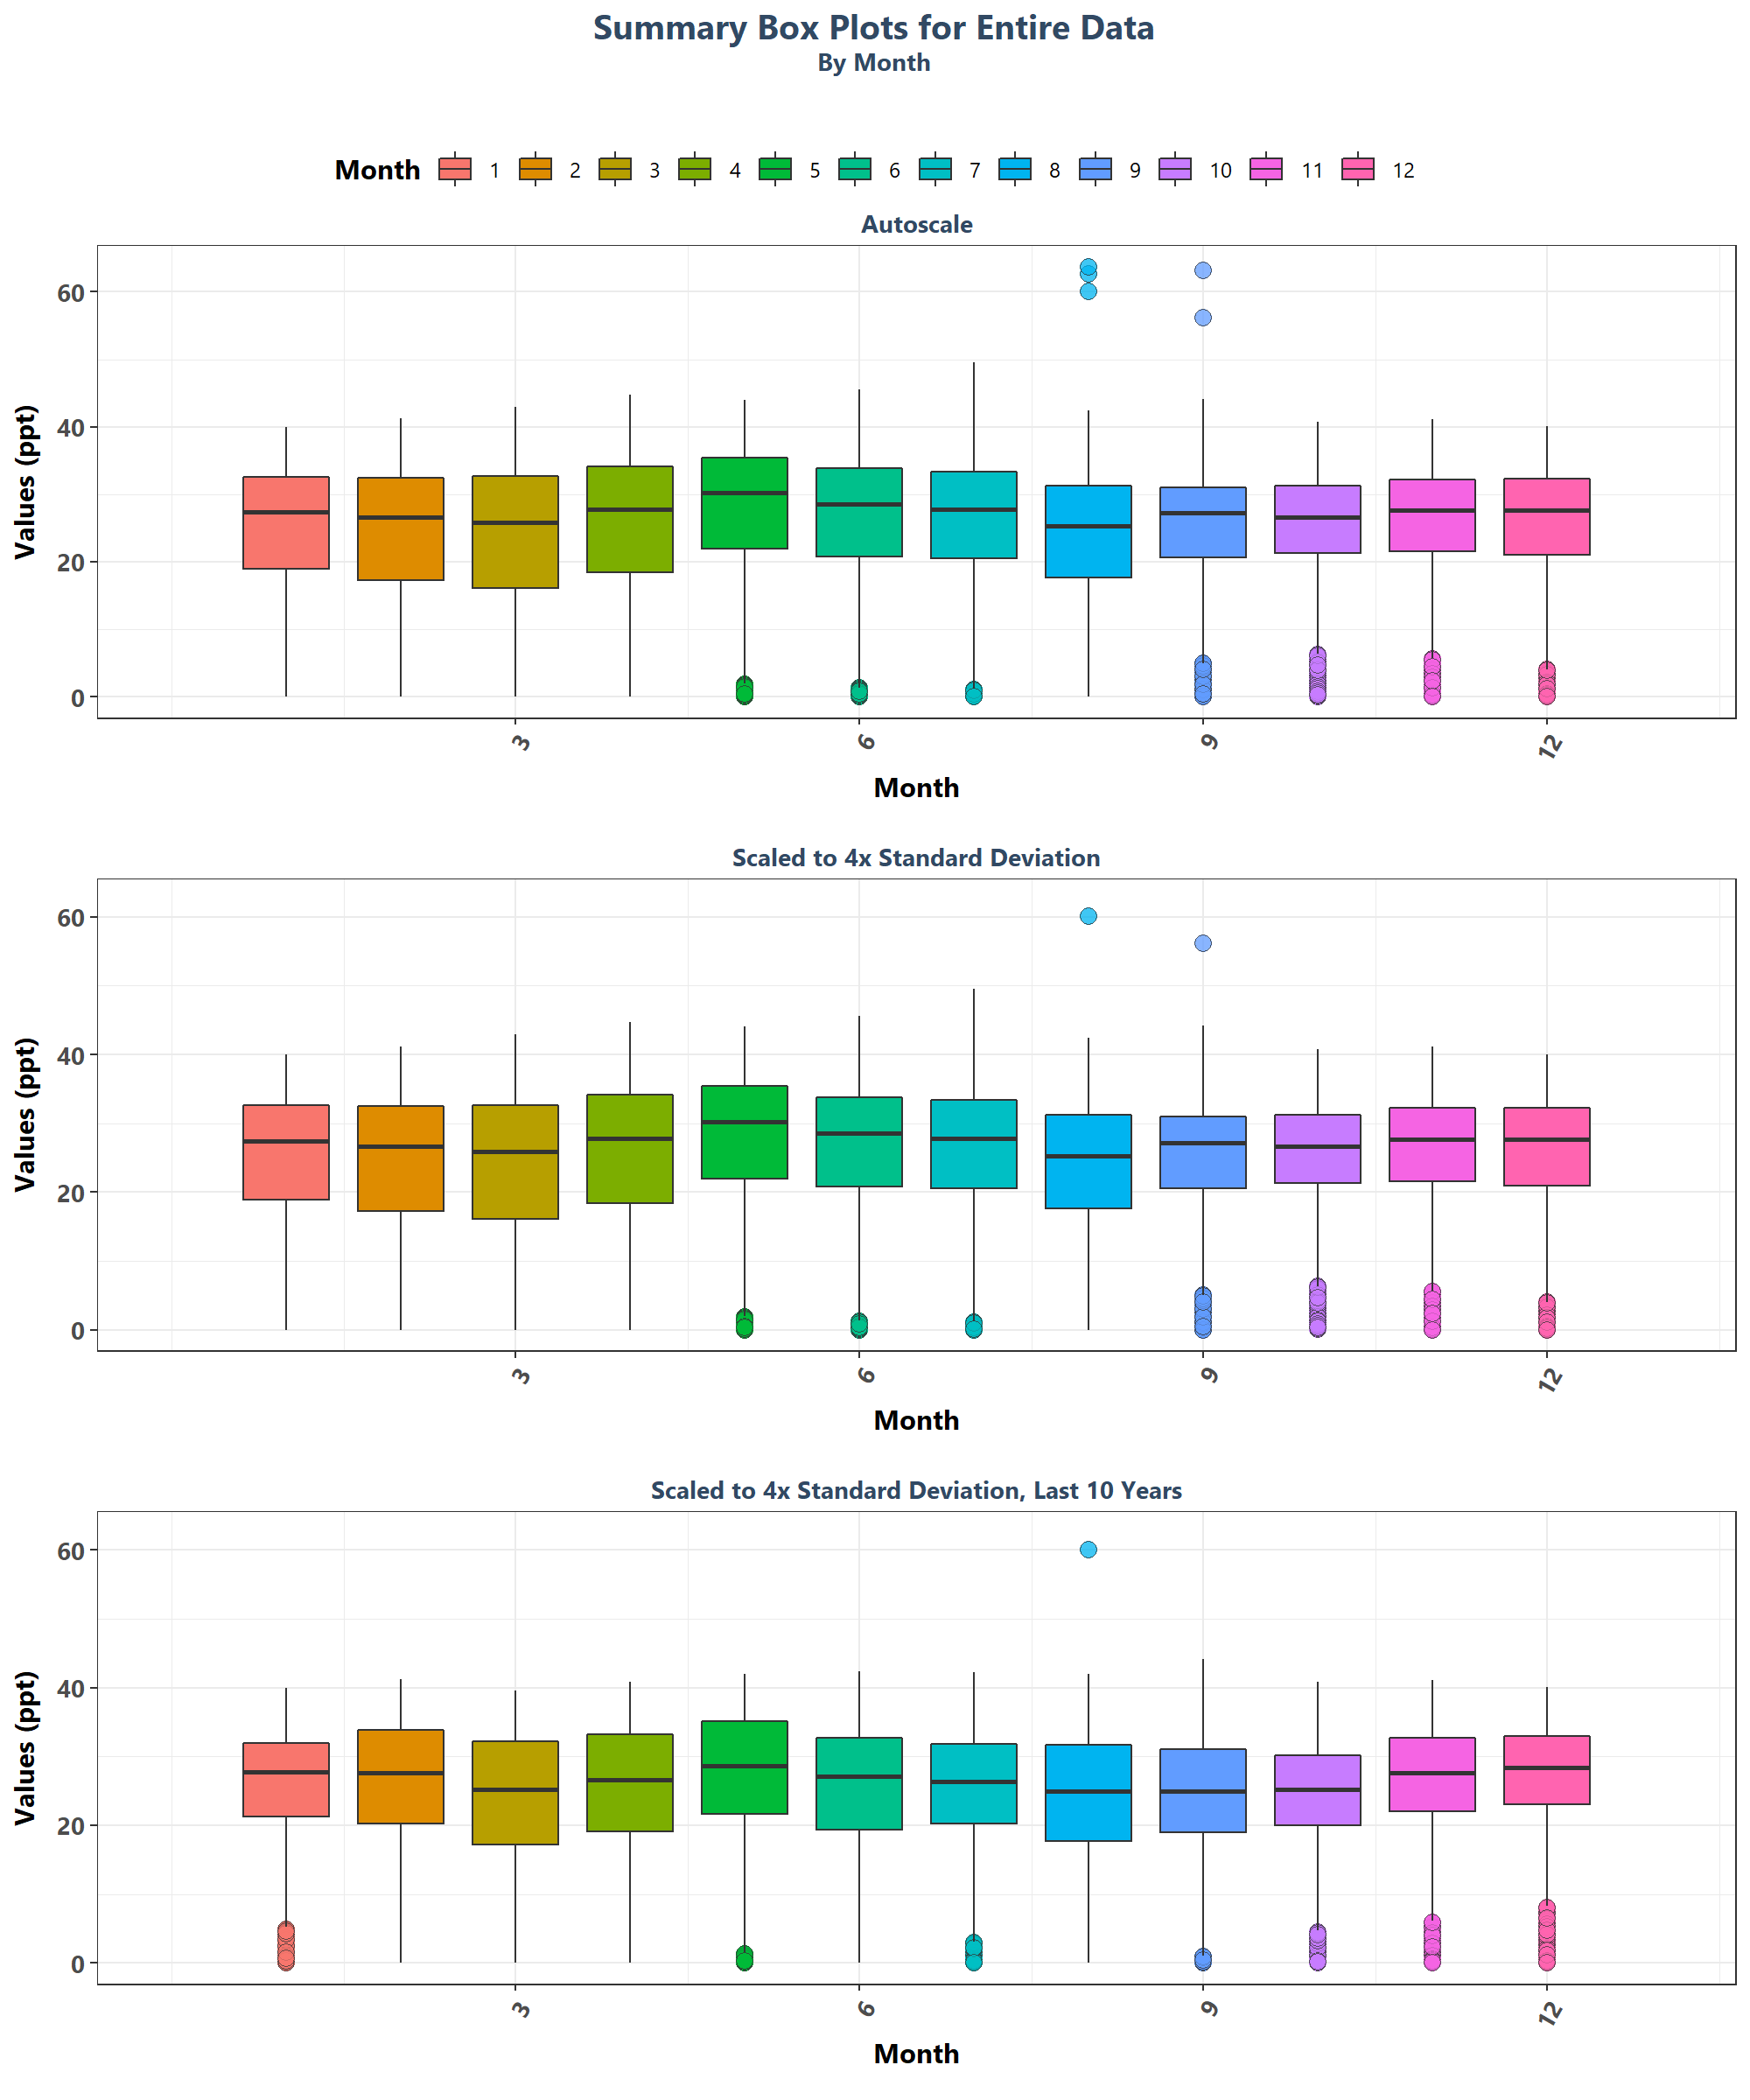 Summary Box Plots for Entire Data
By Month
Month 1 2 3 4 5 6 7 8 9 10 11 12
Autoscale
Values (ppt)
60
40
20
0
3 6 9 12
Month
Scaled to 4x Standard Deviation
Values (ppt)
60
40
20
0
3 6 9 12
Month
Scaled to 4x Standard Deviation, Last 10 Years
Values (ppt)
60
40
20
0
3 6 9 12
Month